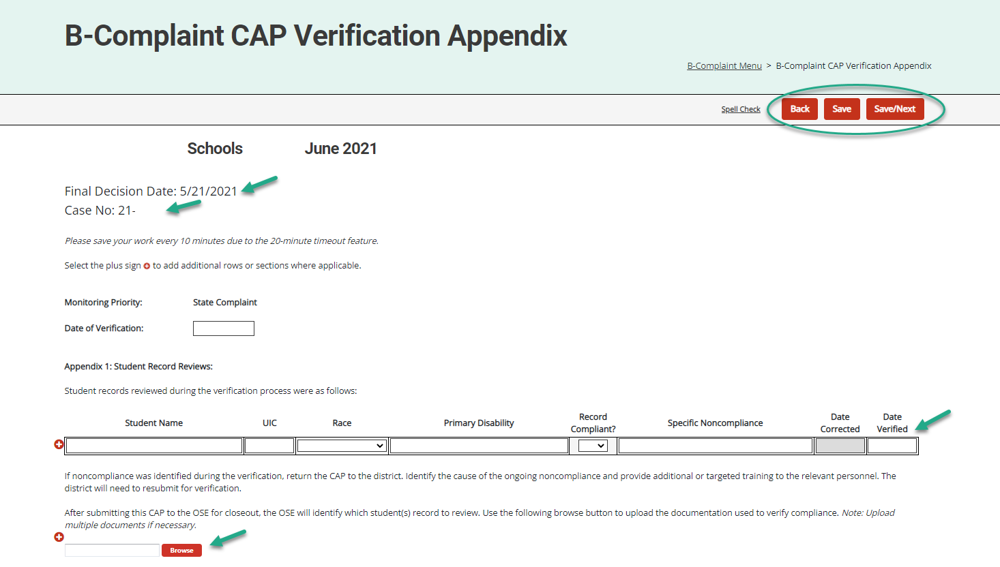 B-Complaint CAP Verification Appendix
B-Complaint Menu > B-Complaint CAP Verification Appendix
Spell Check Back Save Save/Next
Schools June 2021
Final Decision Date: 5/21/2021
Case No: 21-
Please save your work every 10 minutes due to the 20-minute timeout feature.
Select the plus sign to add additional rows or sections where applicable.
Monitoring Priority: State Complaint
Date of Verification:
Appendix 1: Student Record Reviews:
Student records reviewed during the verification process were as follows:
Student Name UIC Race Primary Disability Record Compliant? Specific Noncompliance Date Corrected Date Verified
If noncompliance was identified during the verification, return the CAP to the district. Identify the cause of the ongoing noncompliance and provide additional or targeted training to the relevant personnel. The
district will need to resubmit for verification.
After submitting this CAP to the OSE for closeout, the OSE will identify which student(s) record to review. Use the following browse button to upload the documentation used to verify compliance. Note: Upload
multiple documents if necessary.
Browse